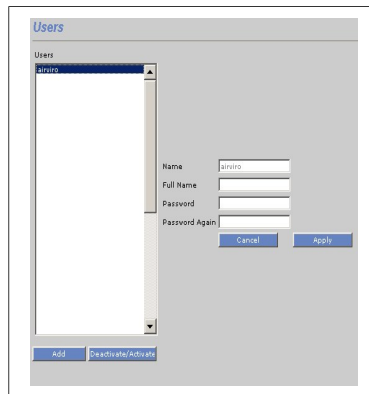 Users
Users
airviro
Name airviro
Full Name
Password
Password Again
Cancel Apply
Add Deactivate/Activate